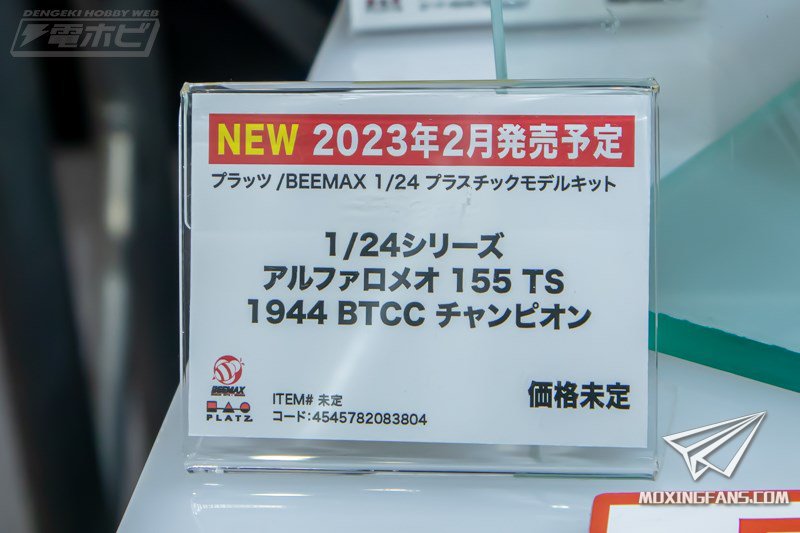 DENGEKI HOBBY WEB
電ホビ
NEW 2023年2月発売予定
プラッツ/BEEMAX 1/24 プラスチックモデルキット
1/24シリーズ
アルファロメオ 155 TS
1944 BTCC チャンピオン
BEEMAX
PLATZ
ITEM# 未定
コード:4545782083804
価格未定
MOXINGFANS.COM